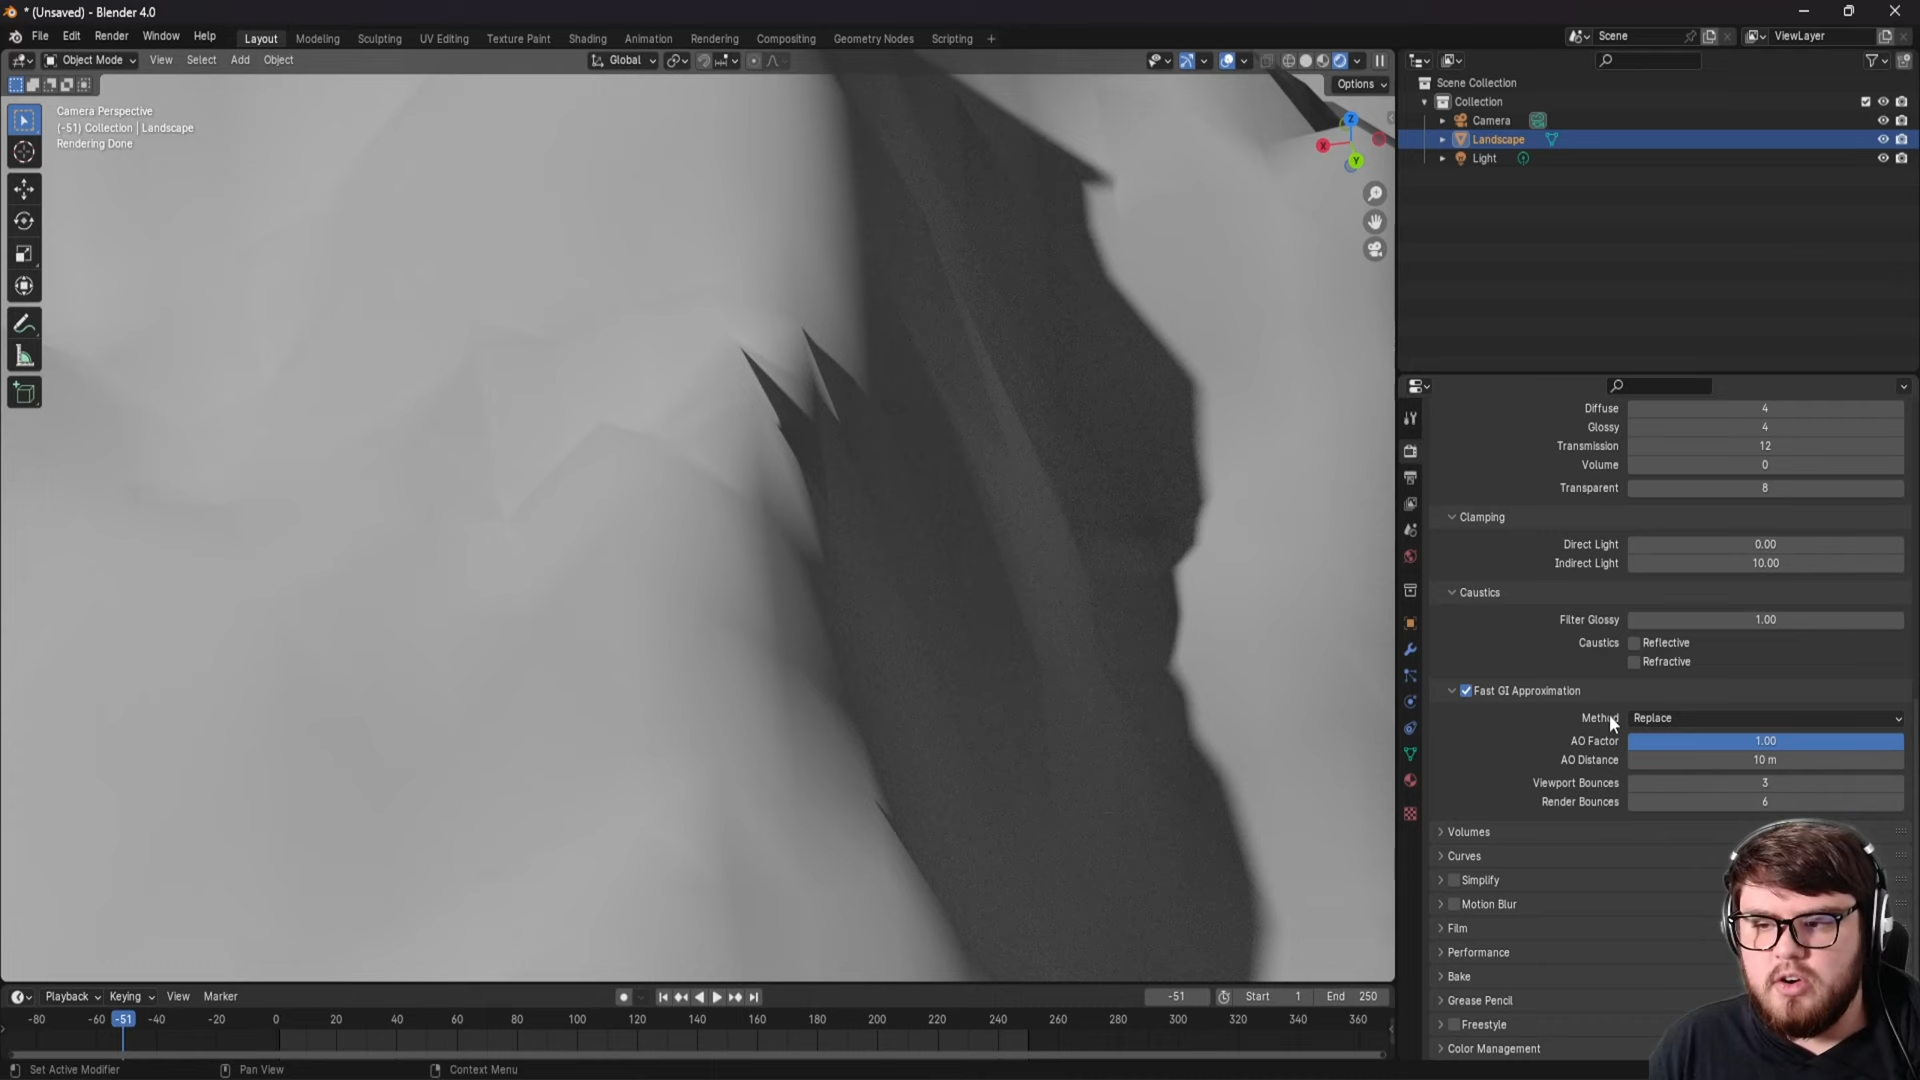 * (Unsaved) - Blender 4.0
File Edit Render Window Help
Layout Modeling Sculpting UV Editing Texture Paint Shading Animation Rendering Compositing Geometry Nodes Scripting +
Scene
ViewLayer
Object Mode View Select Add Object
Global
Options
Camera Perspective
(-51) Collection | Landscape
Rendering Done
Z
X
Y
Scene Collection
Collection
Camera
Landscape
Light
Diffuse 4
Glossy 4
Transmission 12
Volume 0
Transparent 8
Clamping
Direct Light 0.00
Indirect Light 10.00
Caustics
Filter Glossy 1.00
Caustics Reflective
Refractive
Fast GI Approximation
Method Replace
AO Factor 1.00
AO Distance 10 m
Viewport Bounces 3
Render Bounces 6
Volumes
Curves
Simplify
Motion Blur
Film
Performance
Bake
Grease Pencil
Freestyle
Color Management
Playback Keying View Marker
-51 Start 1 End 250
-80 -60 -51 -40 -20 0 20 40 60 80 100 120 140 160 180 200 220 240 260 280 300 320 340 360
Set Active Modifier Pan View Context Menu